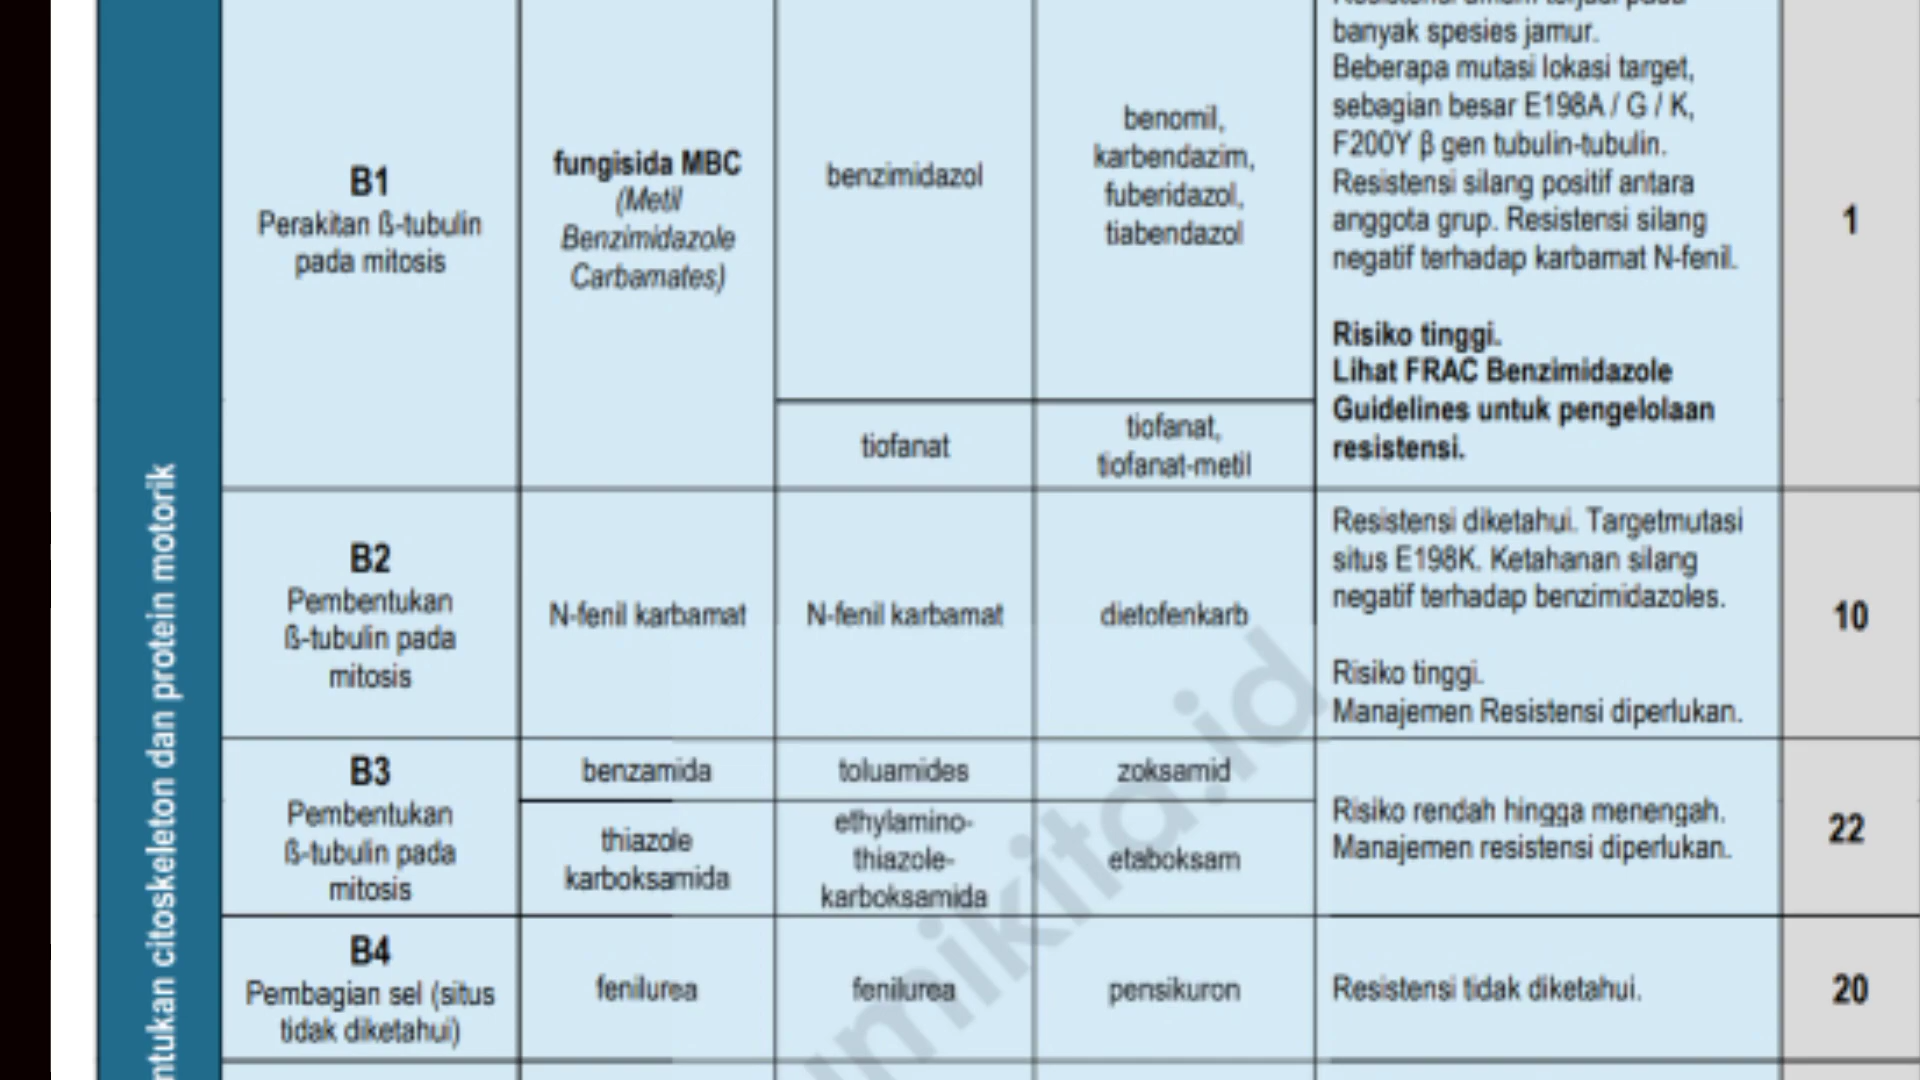 ntukan citoskeleton dan protein motorik
B1
Perakitan ß-tubulin
pada mitosis
fungisida MBC
(Metil
Benzimidazole
Carbamates)
benzimidazol
benomil,
karbendazim,
fuberidazol,
tiabendazol
tiofanat
tiofanat,
tiofanat-metil
banyak spesies jamur.
Beberapa mutasi lokasi target,
sebagian besar E198A / G / K,
F200Y β gen tubulin-tubulin.
Resistensi silang positif antara
anggota grup. Resistensi silang
negatif terhadap karbamat N-fenil.
Risiko tinggi.
Lihat FRAC Benzimidazole
Guidelines untuk pengelolaan
resistensi.
1
B2
Pembentukan
ß-tubulin pada
mitosis
N-fenil karbamat
N-fenil karbamat
dietofenkarb
Resistensi diketahui. Targetmutasi
situs E198K. Ketahanan silang
negatif terhadap benzimidazoles.
Risiko tinggi.
Manajemen Resistensi diperlukan.
10
B3
Pembentukan
ß-tubulin pada
mitosis
benzamida
toluamides
zoksamid
thiazole
karboksamida
ethylamino-
thiazole-
karboksamida
etaboksam
Risiko rendah hingga menengah.
Manajemen resistensi diperlukan.
22
B4
Pembagian sel (situs
tidak diketahui)
fenilurea
fenilurea
pensikuron
Resistensi tidak diketahui.
20
umikita.id